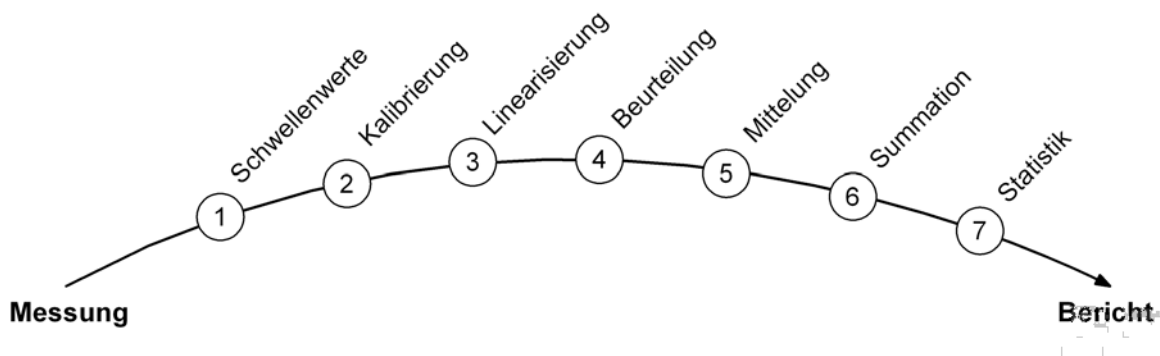 Schwellenwerte
Kalibrierung
Linearisierung
Beurteilung
Mittelung
Summation
Statistik
1
2
3
4
5
6
7
Messung
Bericht